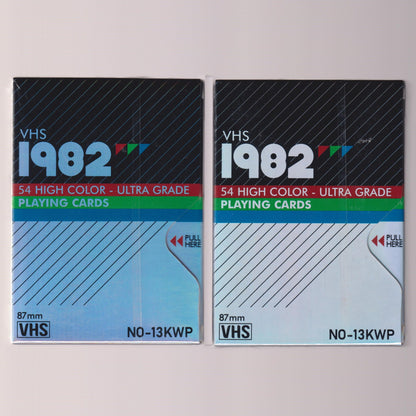 VHS
1982
54 HIGH COLOR - ULTRA GRADE
PLAYING CARDS
PULL
HERE
87mm
VHS
NO-13KWP
VHS
1982
54 HIGH COLOR - ULTRA GRADE
PLAYING CARDS
PULL
HERE
87mm
VHS
NO-13KWP